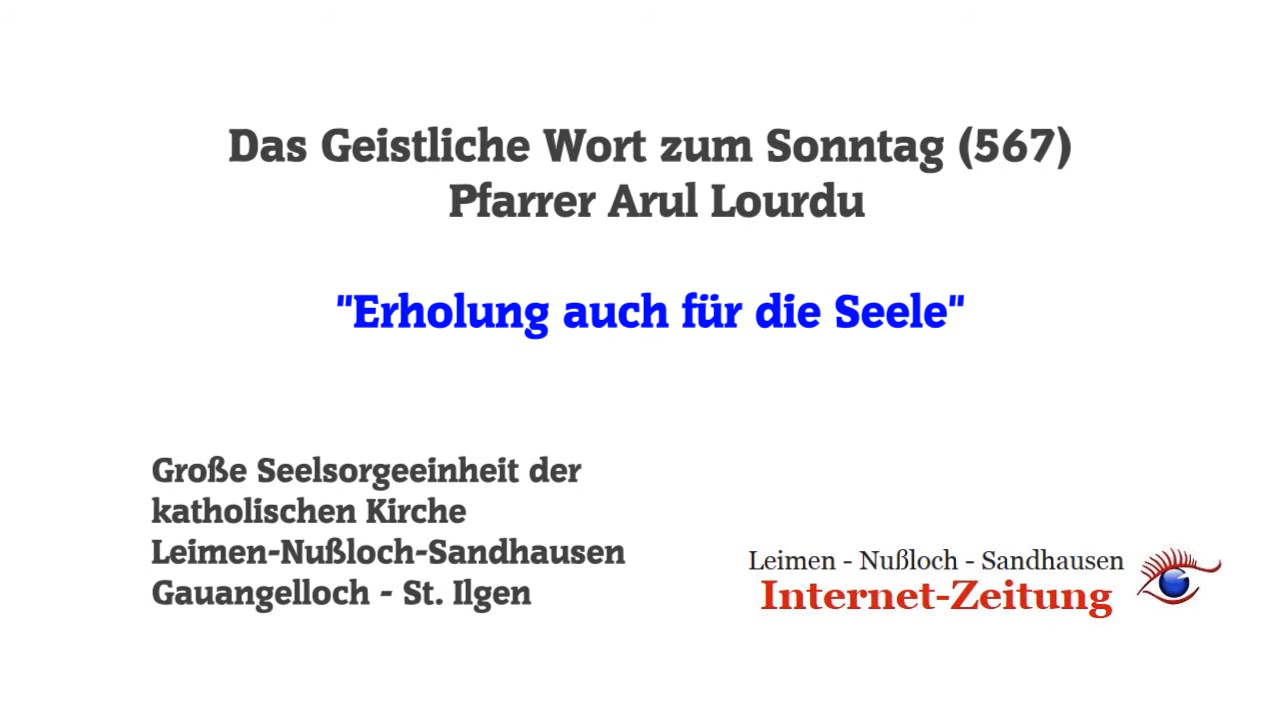 Das Geistliche Wort zum Sonntag (567)
Pfarrer Arul Lourdu
"Erholung auch für die Seele"
Große Seelsorgeeinheit der
katholischen Kirche
Leimen-Nußloch-Sandhausen
Gauangelloch - St. Ilgen
Leimen - Nußloch - Sandhausen
Internet-Zeitung